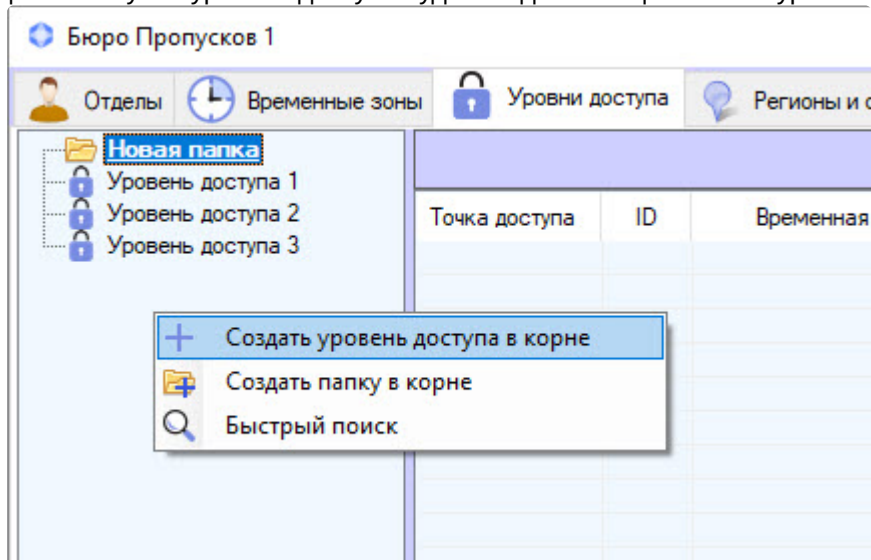 Бюро Пропусков 1
Отделы Временные зоны Уровни доступа Регионы и
Новая папка
Уровень доступа 1
Уровень доступа 2
Уровень доступа 3
Точка доступа ID Временная
Создать уровень доступа в корне
Создать папку в корне
Быстрый поиск